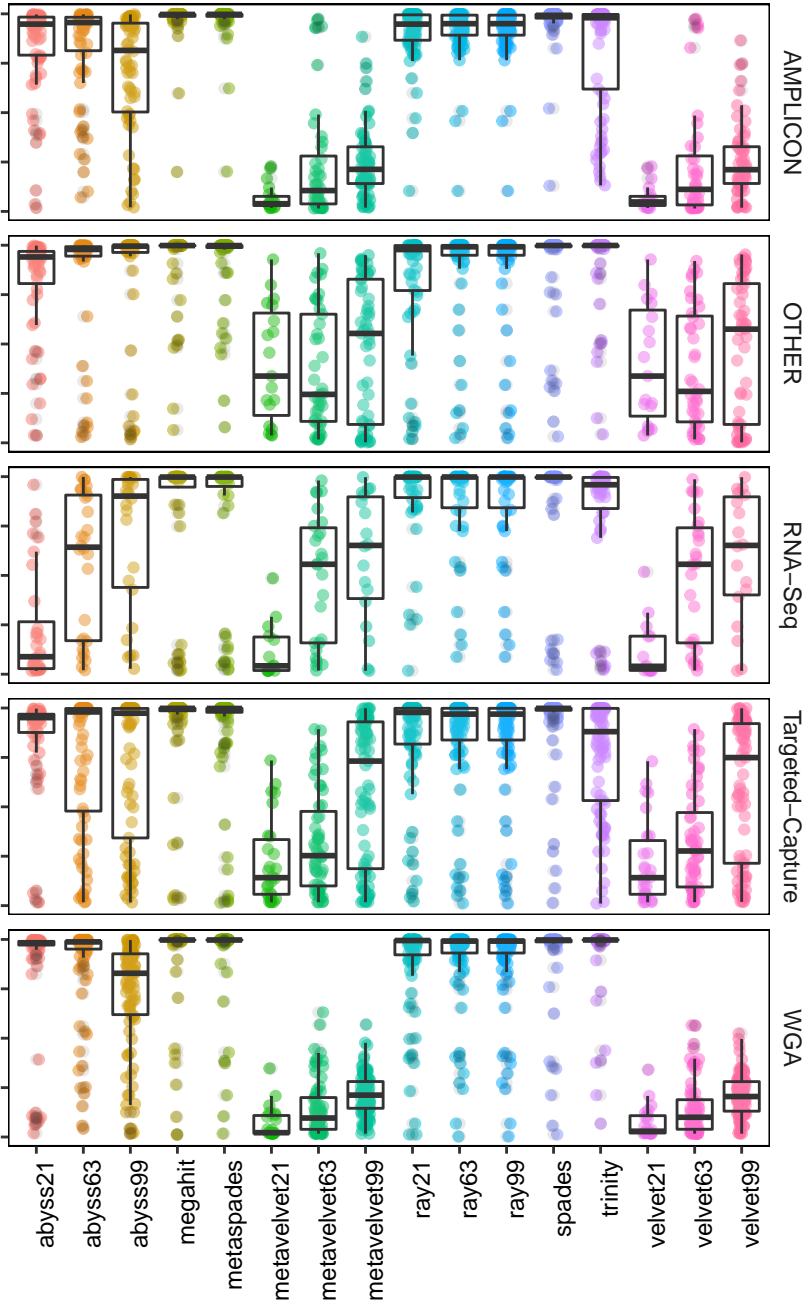 AMPLICON
OTHER
RNA−Seq
Targeted−Capture
WGA
abyss21
abyss63
abyss99
megahit
metaspades
metavelvet21
metavelvet63
metavelvet99
ray21
ray63
ray99
spades
trinity
velvet21
velvet63
velvet99